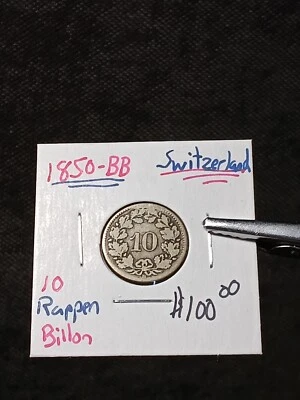 1850-BB Switzerland
10
10
Rappen
Billon
$100.00